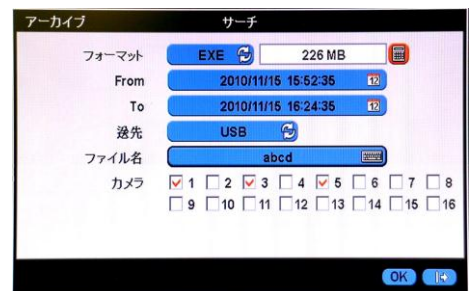 アーカイブ サーチ
フォーマット EXE 226 MB
From 2010/11/15 15:52:35 12
To 2010/11/15 16:24:35 12
送先 USB
ファイル名 abcd
カメラ 1 2 3 4 5 6 7 8
9 10 11 12 13 14 15 16
OK